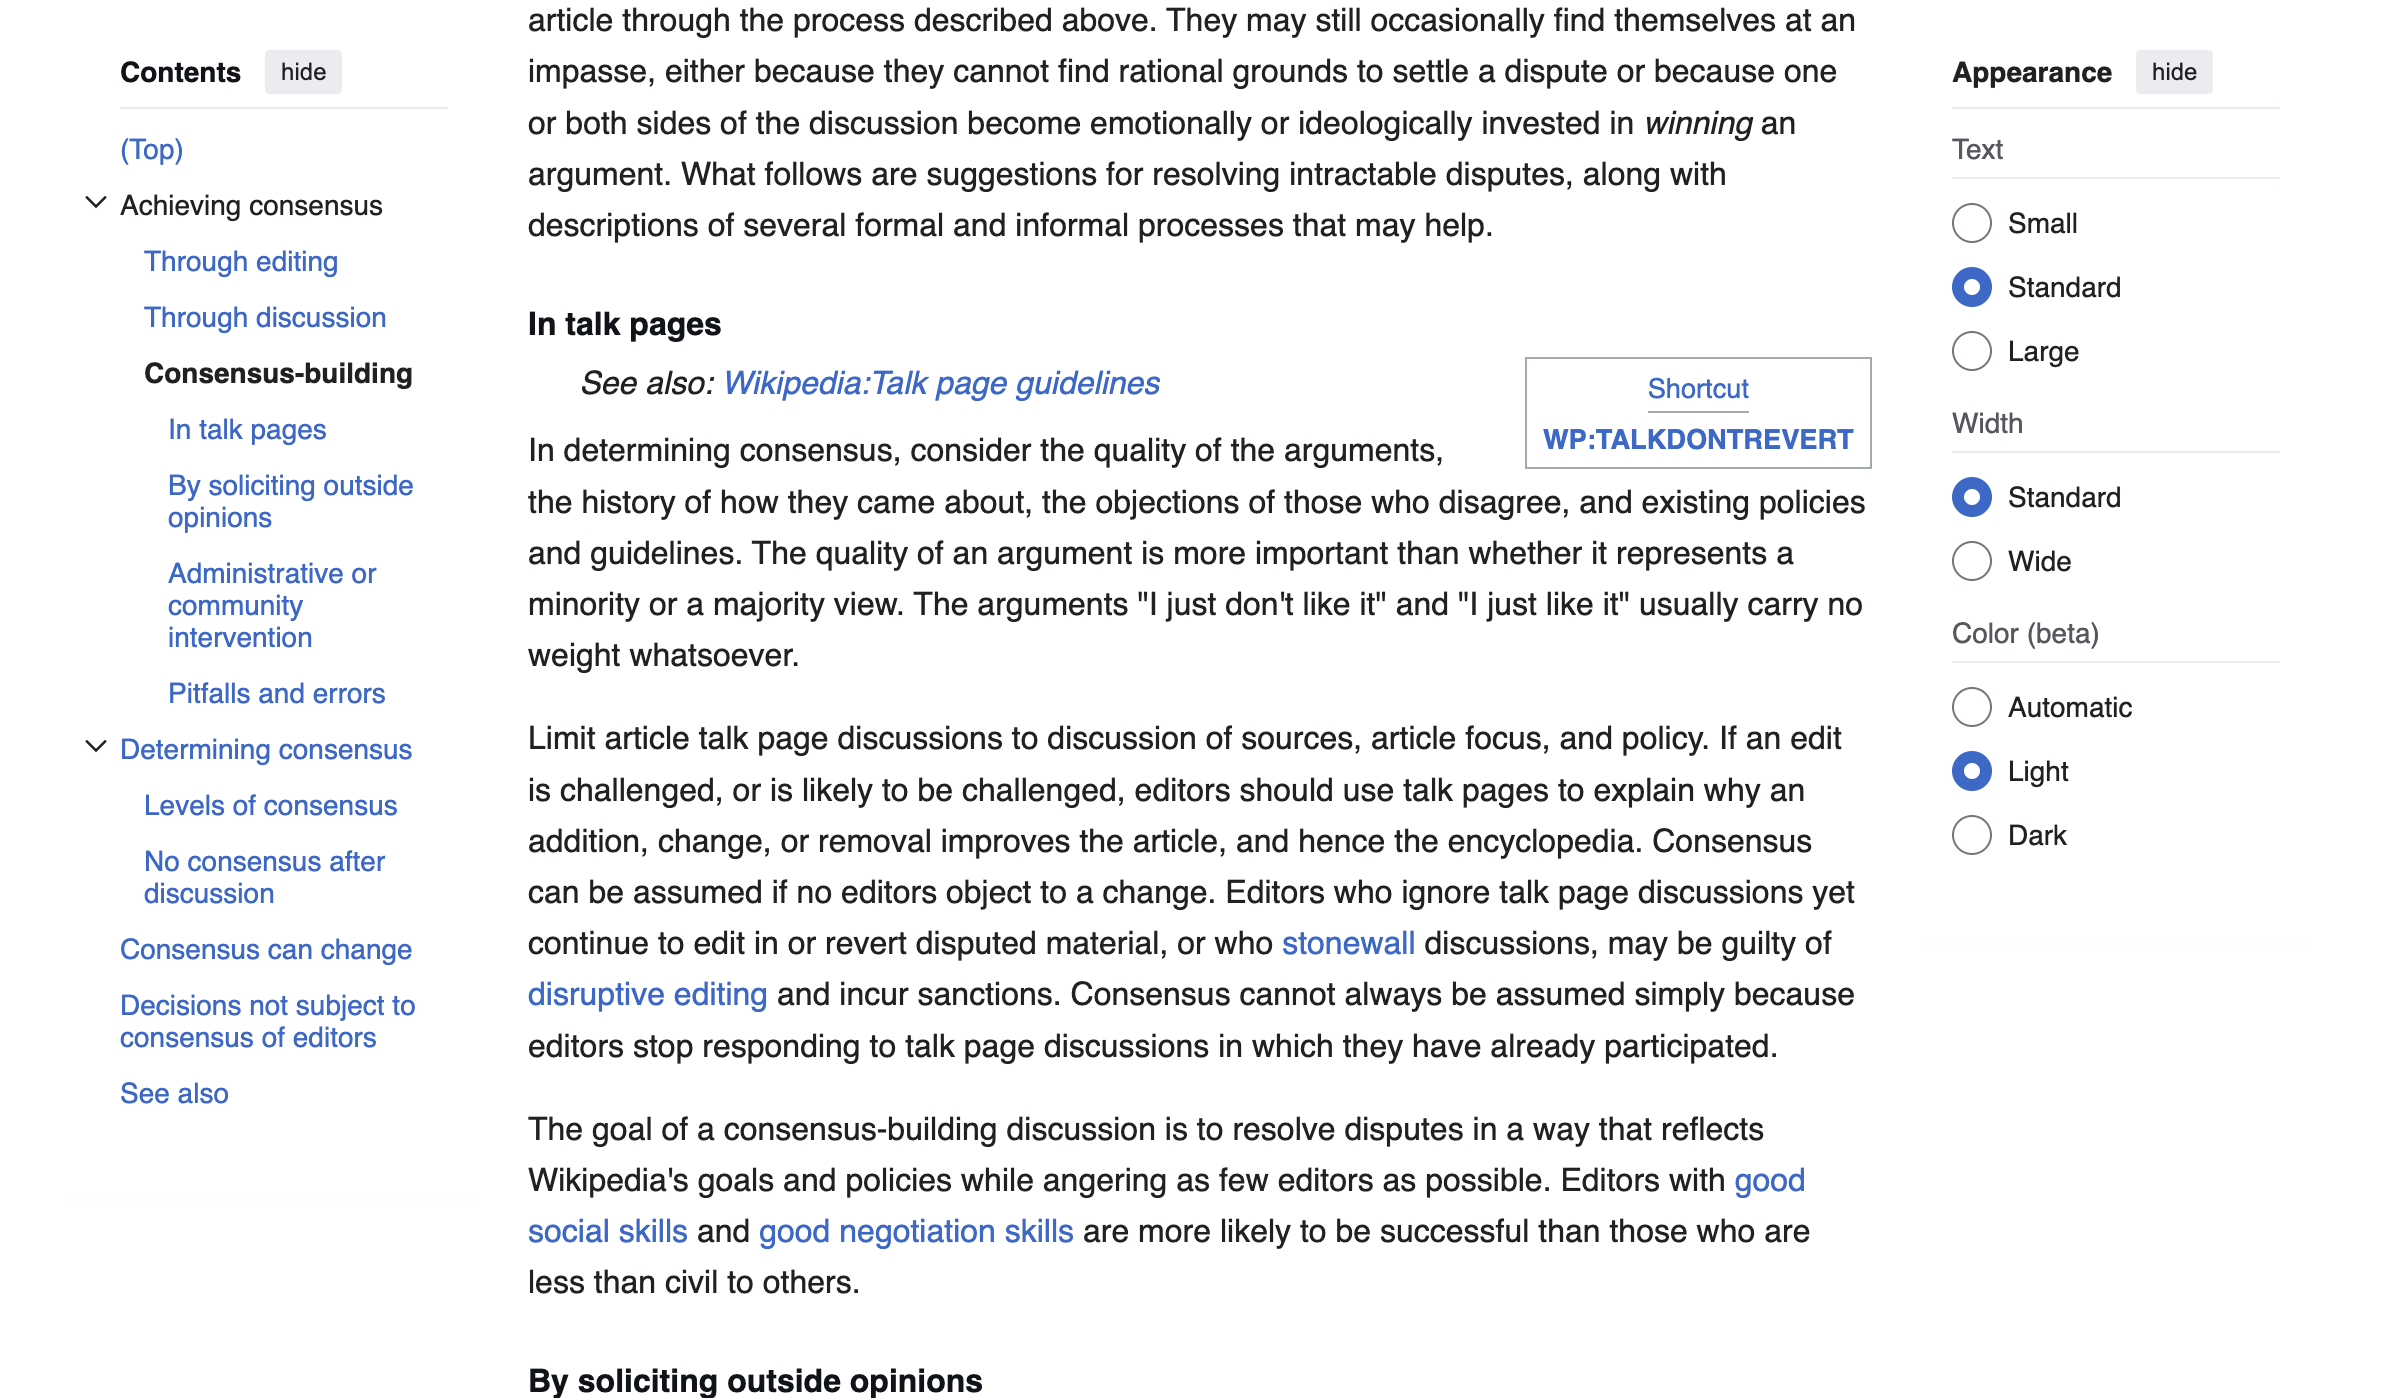 Contents hide
(Top)
Achieving consensus
Through editing
Through discussion
Consensus-building
In talk pages
By soliciting outside
opinions
Administrative or
community
intervention
Pitfalls and errors
Determining consensus
Levels of consensus
No consensus after
discussion
Consensus can change
Decisions not subject to
consensus of editors
See also
article through the process described above. They may still occasionally find themselves at an
impasse, either because they cannot find rational grounds to settle a dispute or because one
or both sides of the discussion become emotionally or ideologically invested in winning an
argument. What follows are suggestions for resolving intractable disputes, along with
descriptions of several formal and informal processes that may help.
In talk pages
See also: Wikipedia:Talk page guidelines
Shortcut
WP:TALKDONTREVERT
In determining consensus, consider the quality of the arguments,
the history of how they came about, the objections of those who disagree, and existing policies
and guidelines. The quality of an argument is more important than whether it represents a
minority or a majority view. The arguments "I just don't like it" and "I just like it" usually carry no
weight whatsoever.
Limit article talk page discussions to discussion of sources, article focus, and policy. If an edit
is challenged, or is likely to be challenged, editors should use talk pages to explain why an
addition, change, or removal improves the article, and hence the encyclopedia. Consensus
can be assumed if no editors object to a change. Editors who ignore talk page discussions yet
continue to edit in or revert disputed material, or who stonewall discussions, may be guilty of
disruptive editing and incur sanctions. Consensus cannot always be assumed simply because
editors stop responding to talk page discussions in which they have already participated.
The goal of a consensus-building discussion is to resolve disputes in a way that reflects
Wikipedia's goals and policies while angering as few editors as possible. Editors with good
social skills and good negotiation skills are more likely to be successful than those who are
less than civil to others.
By soliciting outside opinions
Appearance hide
Text
Small
Standard
Large
Width
Standard
Wide
Color (beta)
Automatic
Light
Dark